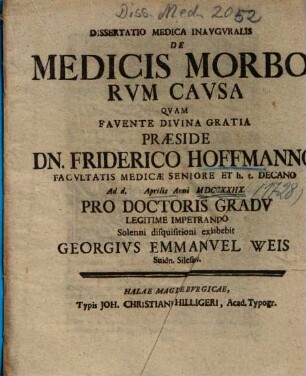 Diss. Med. 2052
DISSERTATIO MEDICA INAVGVRALIS
DE
MEDICIS MORBO
RVM CAVSA
QVAM
FAVENTE DIVINA GRATIA
PRÆSIDE
DN. FRIDERICO HOFFMANNO
FACVLTATIS MEDICÆ SENIORE ET h. t. DECANO
Ad d. Aprilis Anni MDCCXXIIX.
(1728)
PRO DOCTORIS GRADV
LEGITIME IMPETRANDO
Solenni disquisitioni exhibebit
GEORGIVS EMMANVEL WEIS
Suidn. Silesius.
HALAE MAGDEBVRGICAE,
Typis JOH. CHRISTIANI HILLIGERI, Acad. Typogr.